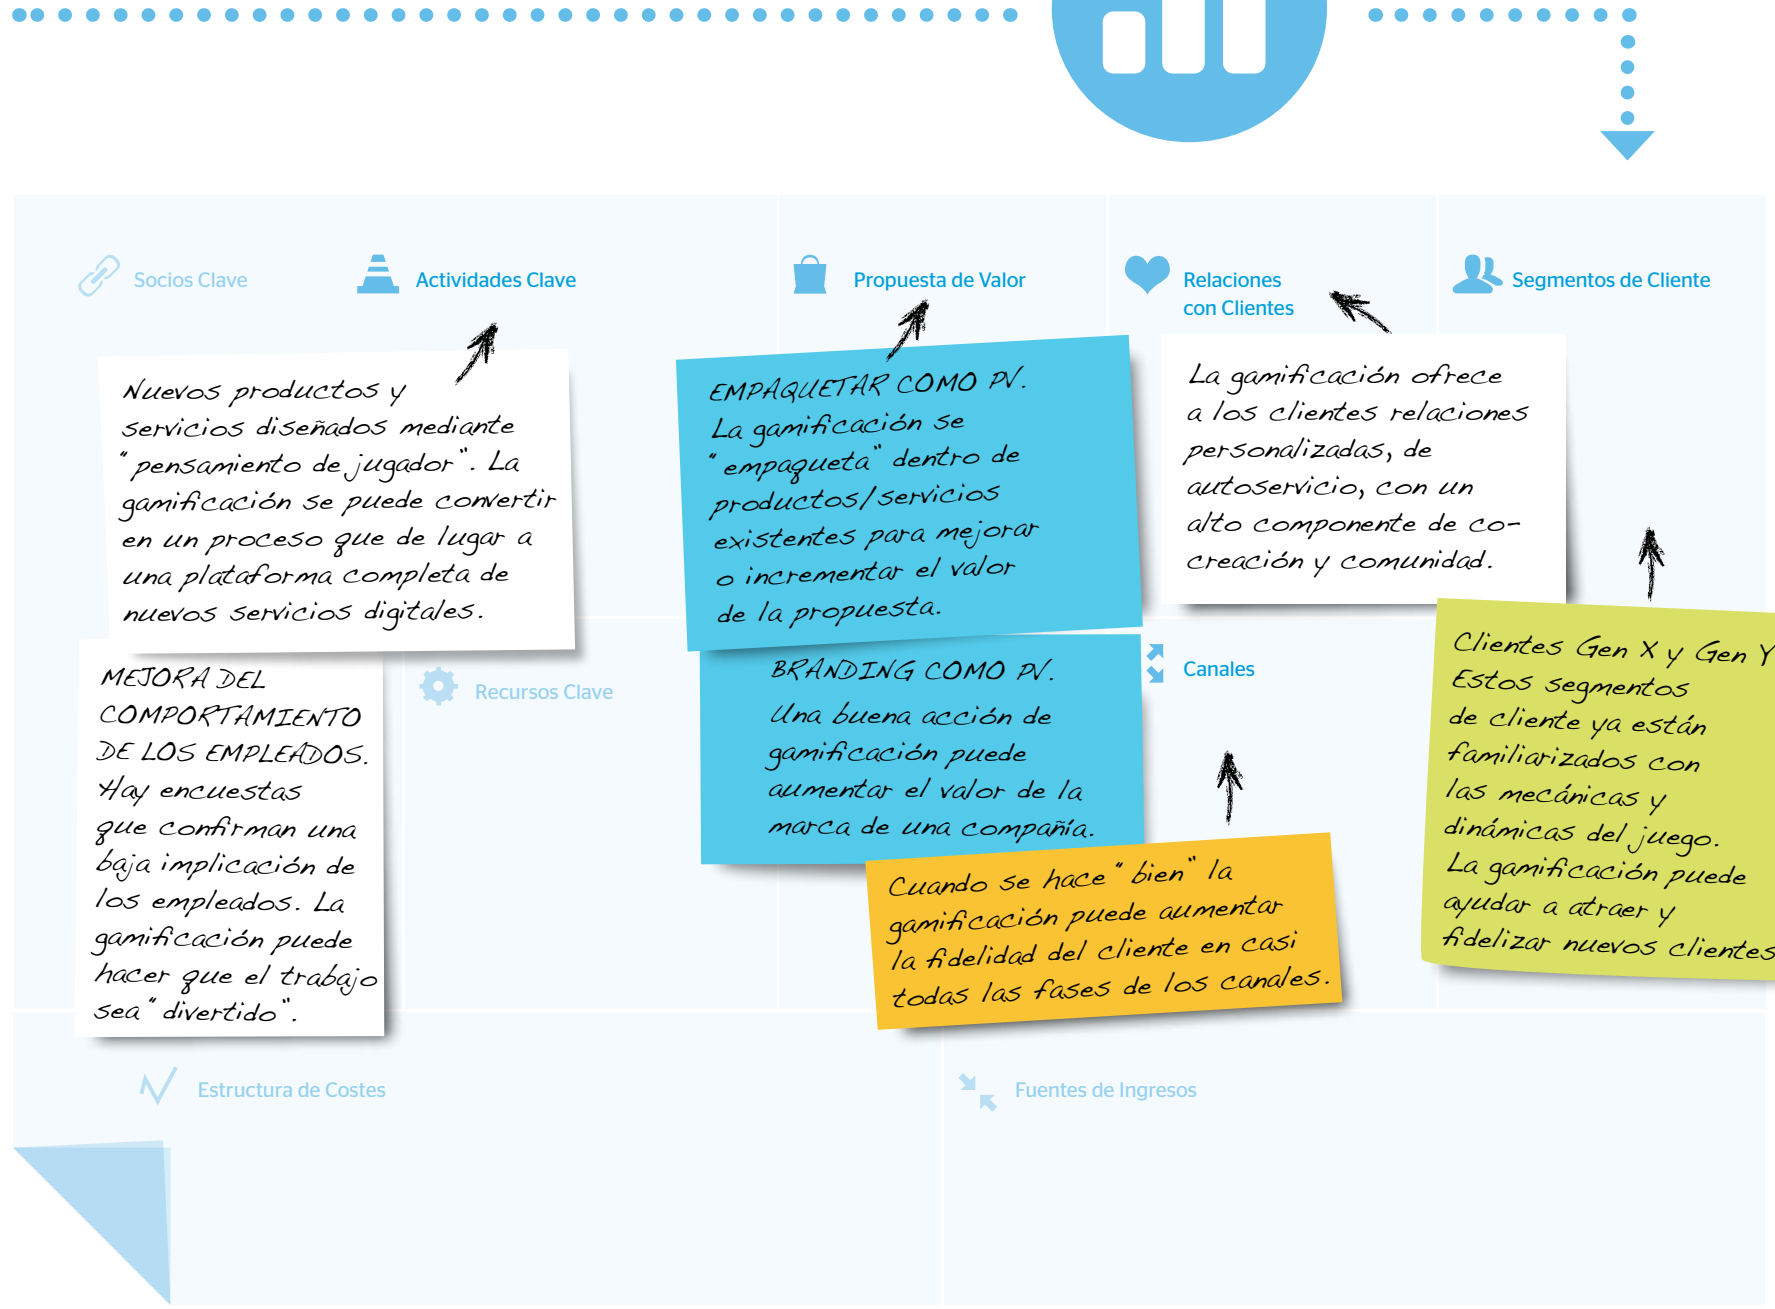 Socios Clave
Actividades Clave
Propuesta de Valor
Relaciones
con Clientes
Segmentos de Cliente
Nuevos productos y
servicios diseñados mediante
"pensamiento de jugador". La
gamificación se puede convertir
en un proceso que de lugar a
una plataforma completa de
nuevos servicios digitales.
EMPAQUETAR COMO PV.
La gamificación se
"empaqueta" dentro de
productos/servicios
existentes para mejorar
o incrementar el valor
de la propuesta.
La gamificación ofrece
a los clientes relaciones
personalizadas, de
autoservicio, con un
alto componente de co-
creación y comunidad.
MEJORA DEL
COMPORTAMIENTO
DE LOS EMPLEADOS.
Hay encuestas
que confirman una
baja implicación de
los empleados. La
gamificación puede
hacer que el trabajo
sea "divertido".
Recursos Clave
BRANDING COMO PV.
Una buena acción de
gamificación puede
aumentar el valor de la
marca de una compañía.
Canales
Cuando se hace "bien" la
gamificación puede aumentar
la fidelidad del cliente en casi
todas las fases de los canales.
Clientes Gen X y Gen Y
Estos segmentos
de cliente ya están
familiarizados con
las mecánicas y
dinámicas del juego.
La gamificación puede
ayudar a atraer y
fidelizar nuevos clientes
Estructura de Costes
Fuentes de Ingresos